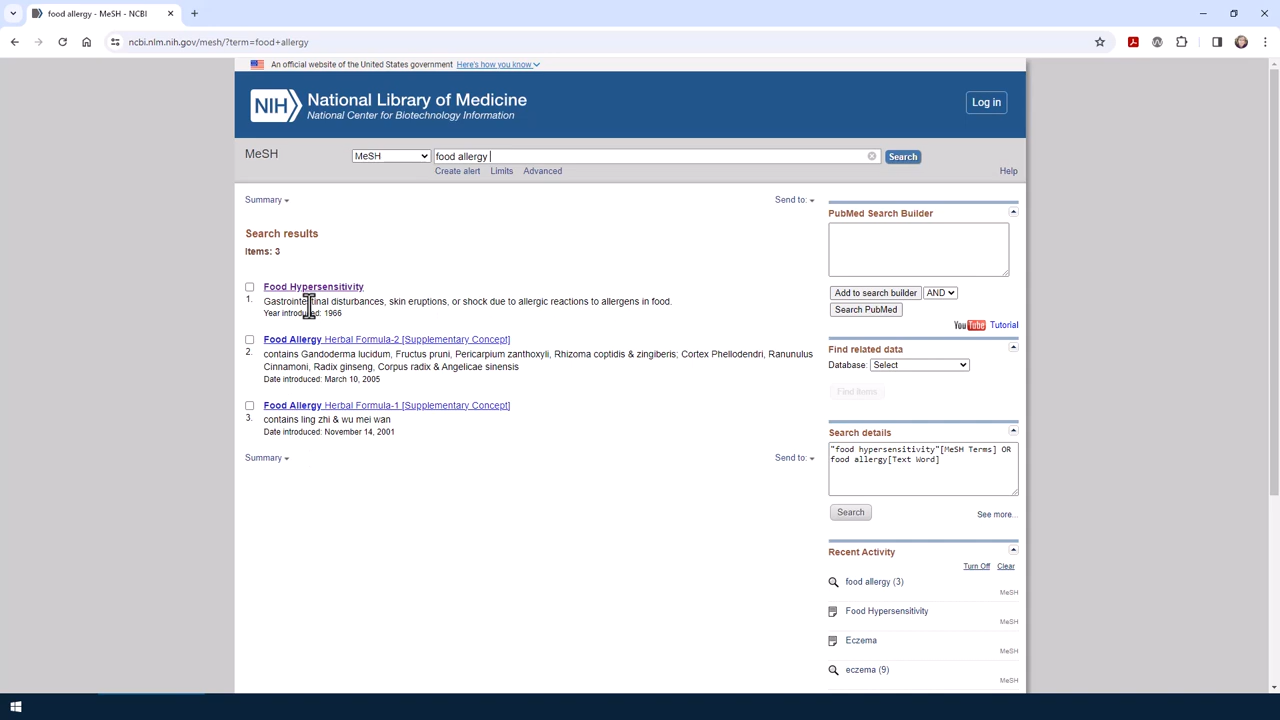 food allergy - MeSH - NCBI
ncbi.nlm.nih.gov/mesh/?term=food+allergy
An official website of the United States government Here's how you know
NIH National Library of Medicine
National Center for Biotechnology Information
Log in
MeSH
MeSH food allergy Search
Create alert Limits Advanced Help
Summary Send to:
Search results
Items: 3
Food Hypersensitivity
1. Gastrointestinal disturbances, skin eruptions, or shock due to allergic reactions to allergens in food.
Year introduced: 1966
Food Allergy Herbal Formula-2 [Supplementary Concept]
2. contains Gandoderma lucidum, Fructus pruni, Pericarpium zanthoxyli, Rhizoma coptidis & zingiberis; Cortex Phellodendri, Ranunulus
Cinnamoni, Radix ginseng, Corpus radix & Angelicae sinensis
Date introduced: March 10, 2005
Food Allergy Herbal Formula-1 [Supplementary Concept]
3. contains ling zhi & wu mei wan
Date introduced: November 14, 2001
Summary Send to:
PubMed Search Builder
Add to search builder AND
Search PubMed
YouTube Tutorial
Find related data
Database: Select
Find items
Search details
"food hypersensitivity"[MeSH Terms] OR
food allergy[Text Word]
Search
See more...
Recent Activity
Turn Off Clear
food allergy (3)
MeSH
Food Hypersensitivity
MeSH
Eczema
MeSH
eczema (9)
MeSH